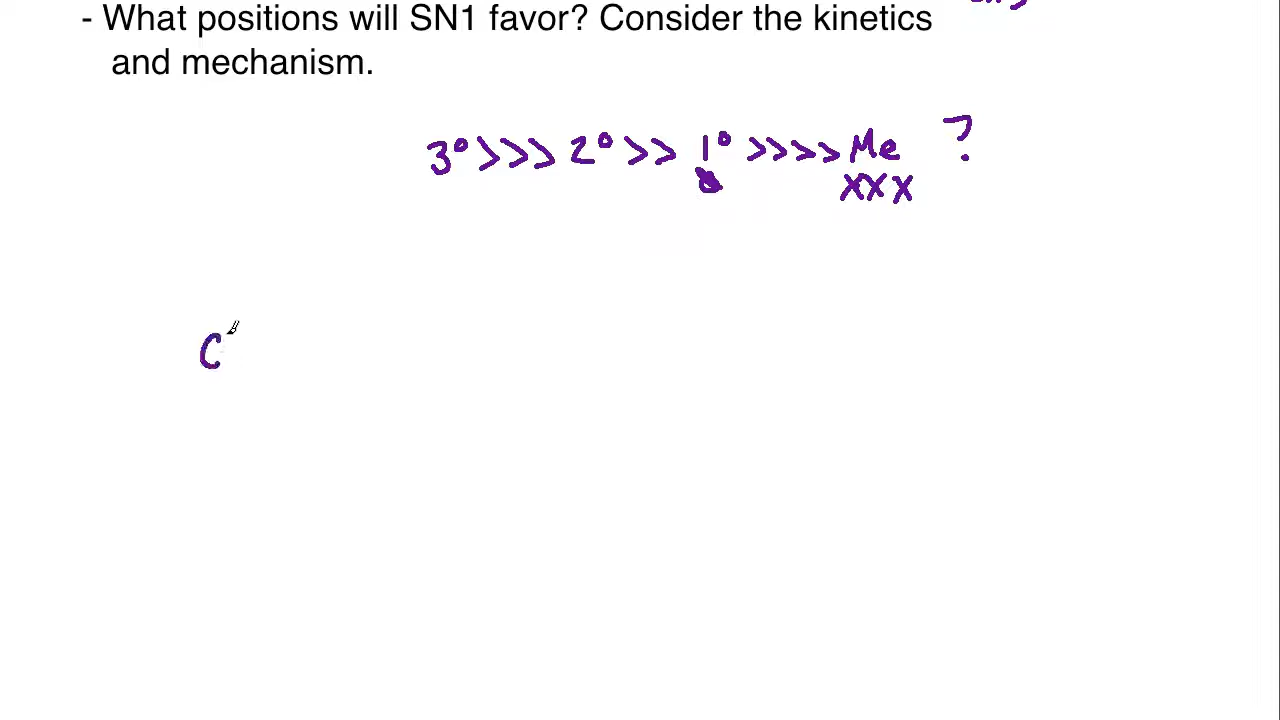 - What positions will SN1 favor? Consider the kinetics
and mechanism.
3° >>> 2° >> 1° >>>> Me ?
XXX
C